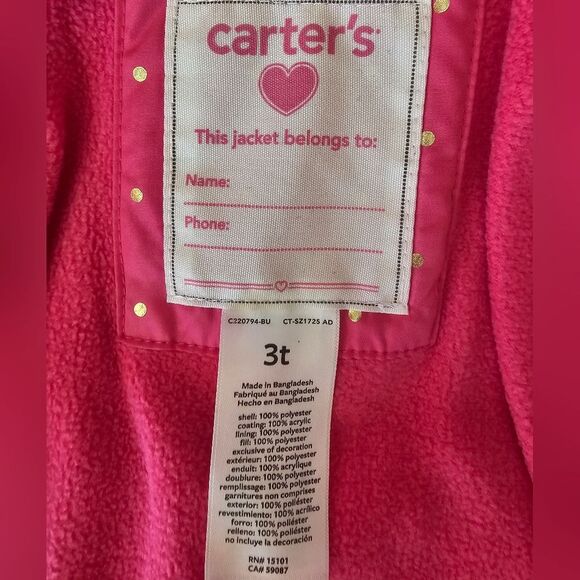 carter's
This jacket belongs to:
Name:
Phone:
C220794-BU CT-SZ1725 AD
3t
Made in Bangladesh
Fabriqué au Bangladesh
Hecho en Bangladesh
shell: 100% polyester
coating: 100% acrylic
lining: 100% polyester
fill: 100% polyester
exclusive of decoration
extérieur: 100% polyester
enduit: 100% acrylique
doublure: 100% polyester
remplissage: 100% polyester
garnitures non comprises
exterior: 100% poliéster
revestimiento: 100% acrílico
forro: 100% poliéster
relleno: 100% poliéster
no incluye la decoración
RN# 15101
CA# 59087